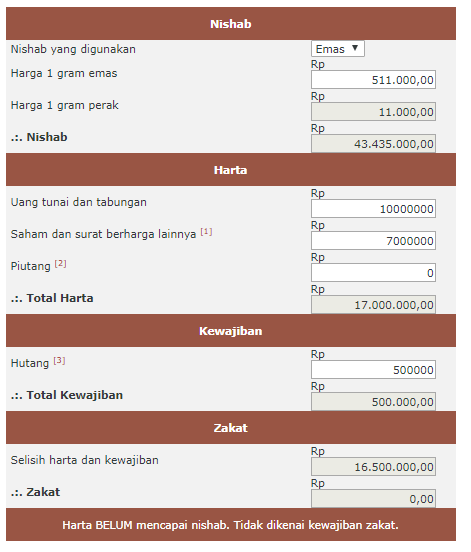 Nishab
Nishab yang digunakan Emas ▼
Rp
Harga 1 gram emas 511.000,00
Rp
Harga 1 gram perak 11.000,00
Rp
.:. Nishab 43.435.000,00
Harta
Rp
Uang tunai dan tabungan 10000000
Rp
Saham dan surat berharga lainnya [1] 7000000
Rp
Piutang [2] 0
Rp
.:. Total Harta 17.000.000,00
Kewajiban
Rp
Hutang [3] 500000
Rp
.:. Total Kewajiban 500.000,00
Zakat
Rp
Selisih harta dan kewajiban 16.500.000,00
Rp
.:. Zakat 0,00
Harta BELUM mencapai nishab. Tidak dikenai kewajiban zakat.